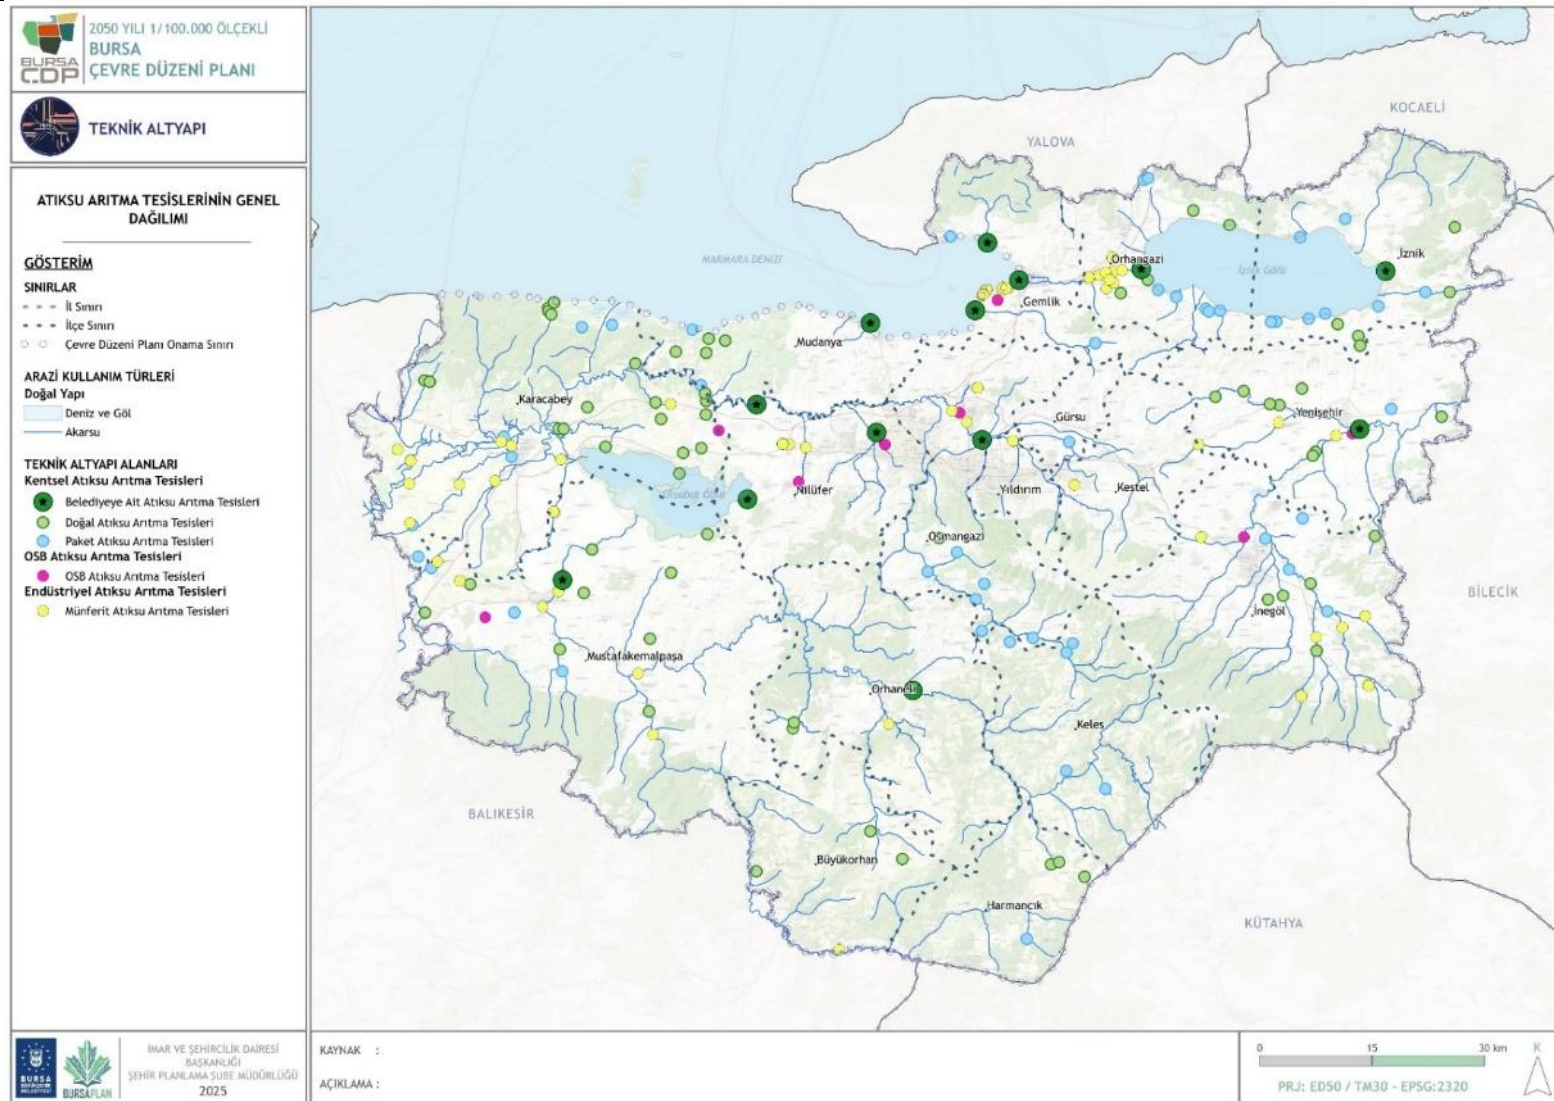 2050 YILI 1/100.000 ÖLÇEKLİ
BURSA
ÇEVRE DÜZENİ PLANI
BURSA
ÇDP
TEKNİK ALTYAPI
ATIKSU ARITMA TESİSLERİNİN GENEL
DAĞILIMI
GÖSTERİM
SINIRLAR
İl Sınırı
İlçe Sınırı
Çevre Düzeni Planı Onama Sınırı
ARAZİ KULLANIM TÜRLERİ
Doğal Yapı
Deniz ve Göl
Akarsu
TEKNİK ALTYAPI ALANLARI
Kentsel Atıksu Arıtma Tesisleri
Belediyeye Ait Atıksu Arıtma Tesisleri
Doğal Atıksu Arıtma Tesisleri
Paket Atıksu Arıtma Tesisleri
OSB Atıksu Arıtma Tesisleri
OSB Atıksu Arıtma Tesisleri
Endüstriyel Atıksu Arıtma Tesisleri
Münferit Atıksu Arıtma Tesisleri
KOCAELİ
YALOVA
MARMARA DENİZİ
Orhangazi
İznik Gölü
İznik
Gemlik
Mudanya
Karacabey
Gürsu
Yenişehir
Nilüfer
Yıldırım
Kestel
Osmangazi
BİLECİK
İnegöl
Mustafakemalpaşa
Orhaneli
Keles
BALIKESİR
Büyükorhan
Harmancık
KÜTAHYA
BURSA
BURSAPLAN
İMAR VE ŞEHİRCİLİK DAİRESİ
BAŞKANLIĞI
ŞEHİR PLANLAMA ŞUBE MÜDÜRLÜĞÜ
2025
KAYNAK :
AÇIKLAMA :
0 15 30 km
K
PRJ: ED50 / TM30 - EPSG:2320